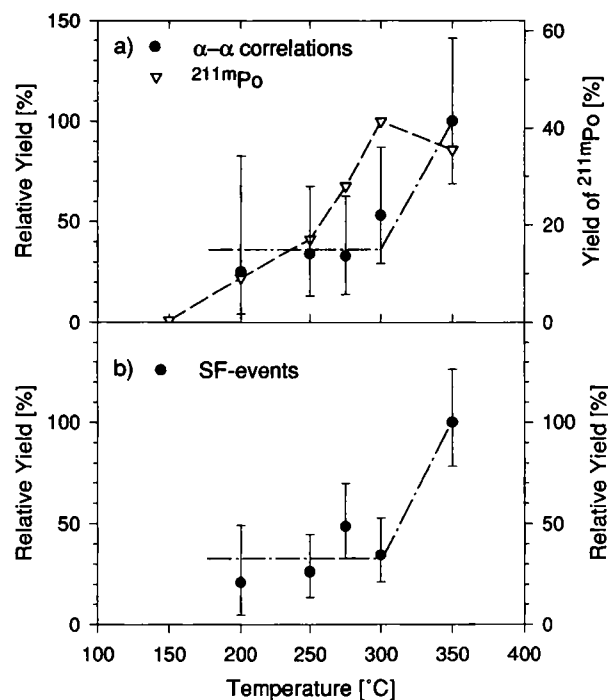 a)
α–α correlations
²¹¹ᵐPo
Relative Yield [%]
150
100
50
0
Yield of ²¹¹ᵐPo
60
40
20
0
b)
SF-events
Relative Yield [%]
100
50
0
Relative Yield [%]
100
50
0
100 150 200 250 300 350 400
Temperature [˚C]